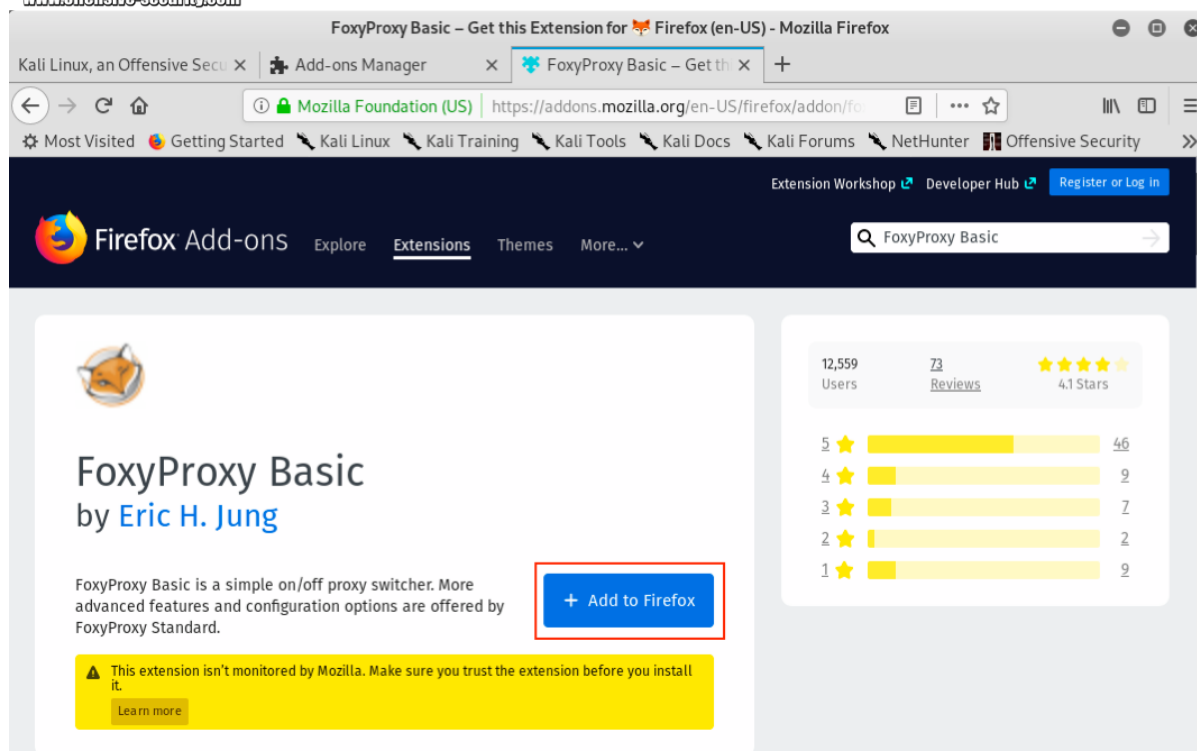 www.offensive-security.com
FoxyProxy Basic – Get this Extension for 🦊 Firefox (en-US) - Mozilla Firefox
Kali Linux, an Offensive Secu
Add-ons Manager
FoxyProxy Basic – Get th
Mozilla Foundation (US)
https://addons.mozilla.org/en-US/firefox/addon/fo
Most Visited
Getting Started
Kali Linux
Kali Training
Kali Tools
Kali Docs
Kali Forums
NetHunter
Offensive Security
Extension Workshop
Developer Hub
Register or Log in
Firefox Add-ons
Explore
Extensions
Themes
More...
FoxyProxy Basic
FoxyProxy Basic
by Eric H. Jung
FoxyProxy Basic is a simple on/off proxy switcher. More
advanced features and configuration options are offered by
FoxyProxy Standard.
+ Add to Firefox
This extension isn't monitored by Mozilla. Make sure you trust the extension before you install
it.
Learn more
12,559
Users
73
Reviews
4.1 Stars
5 46
4 9
3 7
2 2
1 9